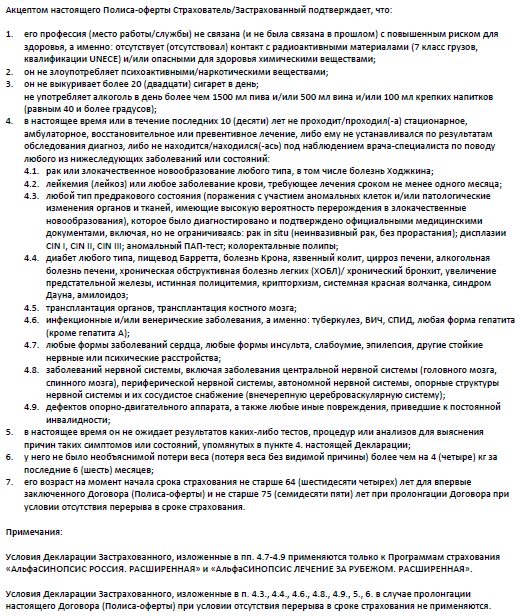 Акцептом настоящего Полиса-оферты Страхователь/Застрахованный подтверждает, что:
1. его профессия (место работы/службы) не связана (и не была связана в прошлом) с повышенным риском для
здоровья, а именно: отсутствует (отсутствовал) контакт с радиоактивными материалами (7 класс грузов,
квалификации UNECE) и/или опасными для здоровья химическими веществами;
2. он не злоупотребляет психоактивными/наркотическими веществами;
3. он не выкуривает более 20 (двадцати) сигарет в день;
не употребляет алкоголь в день более чем 1500 мл пива и/или 500 мл вина и/или 100 мл крепких напитков
(равным 40 и более градусов);
4. в настоящее время или в течение последних 10 (десяти) лет не проходит/проходил(-а) стационарное,
амбулаторное, восстановительное или превентивное лечение, либо ему не устанавливался по результатам
обследования диагноз, либо не находится/находился(-ась) под наблюдением врача-специалиста по поводу
любого из нижеследующих заболеваний или состояний:
4.1. рак или злокачественное новообразование любого типа, в том числе болезнь Ходжкина;
4.2. лейкемия (лейкоз) или любое заболевание крови, требующее лечения сроком не менее одного месяца;
4.3. любой тип предракового состояния (поражения с участием аномальных клеток и/или патологические
изменения органов и тканей, имеющие высокую вероятность перерождения в злокачественные
новообразования), которое было диагностировано и подтверждено официальными медицинскими
документами, включая, но не ограничиваясь: рак in situ (неинвазивный рак, без прорастания); дисплазии
CIN I, CIN II, CIN III; аномальный ПАП-тест; колоректальные полипы;
4.4. диабет любого типа, пищевод Барретта, болезнь Крона, язвенный колит, цирроз печени, алкогольная
болезнь печени, хроническая обструктивная болезнь легких (ХОБЛ)/ хронический бронхит, увеличение
предстательной железы, истинная полицитемия, крипторхизм, системная красная волчанка, синдром
Дауна, амилоидоз;
4.5. трансплантация органов, трансплантация костного мозга;
4.6. инфекционные и/или венерические заболевания, а именно: туберкулез, ВИЧ, СПИД, любая форма гепатита
(кроме гепатита А);
4.7. любые формы заболеваний сердца, любые формы инсульта, слабоумие, эпилепсия, другие стойкие
нервные или психические расстройства;
4.8. заболеваний нервной системы, включая заболевания центральной нервной системы (головного мозга,
спинного мозга), периферической нервной системы, автономной нервной системы, опорные структуры
нервной системы и их сосудистое снабжение (внечерепную цереброваскулярную систему);
4.9. дефектов опорно-двигательного аппарата, а также любые иные повреждения, приведшие к постоянной
инвалидности;
5. в настоящее время он не ожидает результатов каких-либо тестов, процедур или анализов для выяснения
причин таких симптомов или состояний, упомянутых в пункте 4. настоящей Декларации;
6. у него не было необъяснимой потери веса (потеря веса без видимой причины) более чем на 4 (четыре) кг за
последние 6 (шесть) месяцев;
7. его возраст на момент начала срока страхования не старше 64 (шестидесяти четырех) лет для впервые
заключенного Договора (Полиса-оферты) и не старше 75 (семидесяти пяти) лет при пролонгации Договора при
условии отсутствия перерыва в сроке страхования.
Примечания:
Условия Декларации Застрахованного, изложенные в пп. 4.7-4.9 применяются только к Программам страхования
«АльфаСИНОПСИС РОССИЯ. РАСШИРЕННАЯ» и «АльфаСИНОПСИС ЛЕЧЕНИЕ ЗА РУБЕЖОМ. РАСШИРЕННАЯ».
Условия Декларации Застрахованного, изложенных в п. 4.3., 4.4., 4.6., 4.8., 4.9., 5., 6. в случае пролонгации
настоящего Договора (Полиса-оферты) при условии отсутствия перерыва в сроке страхования не применяются.